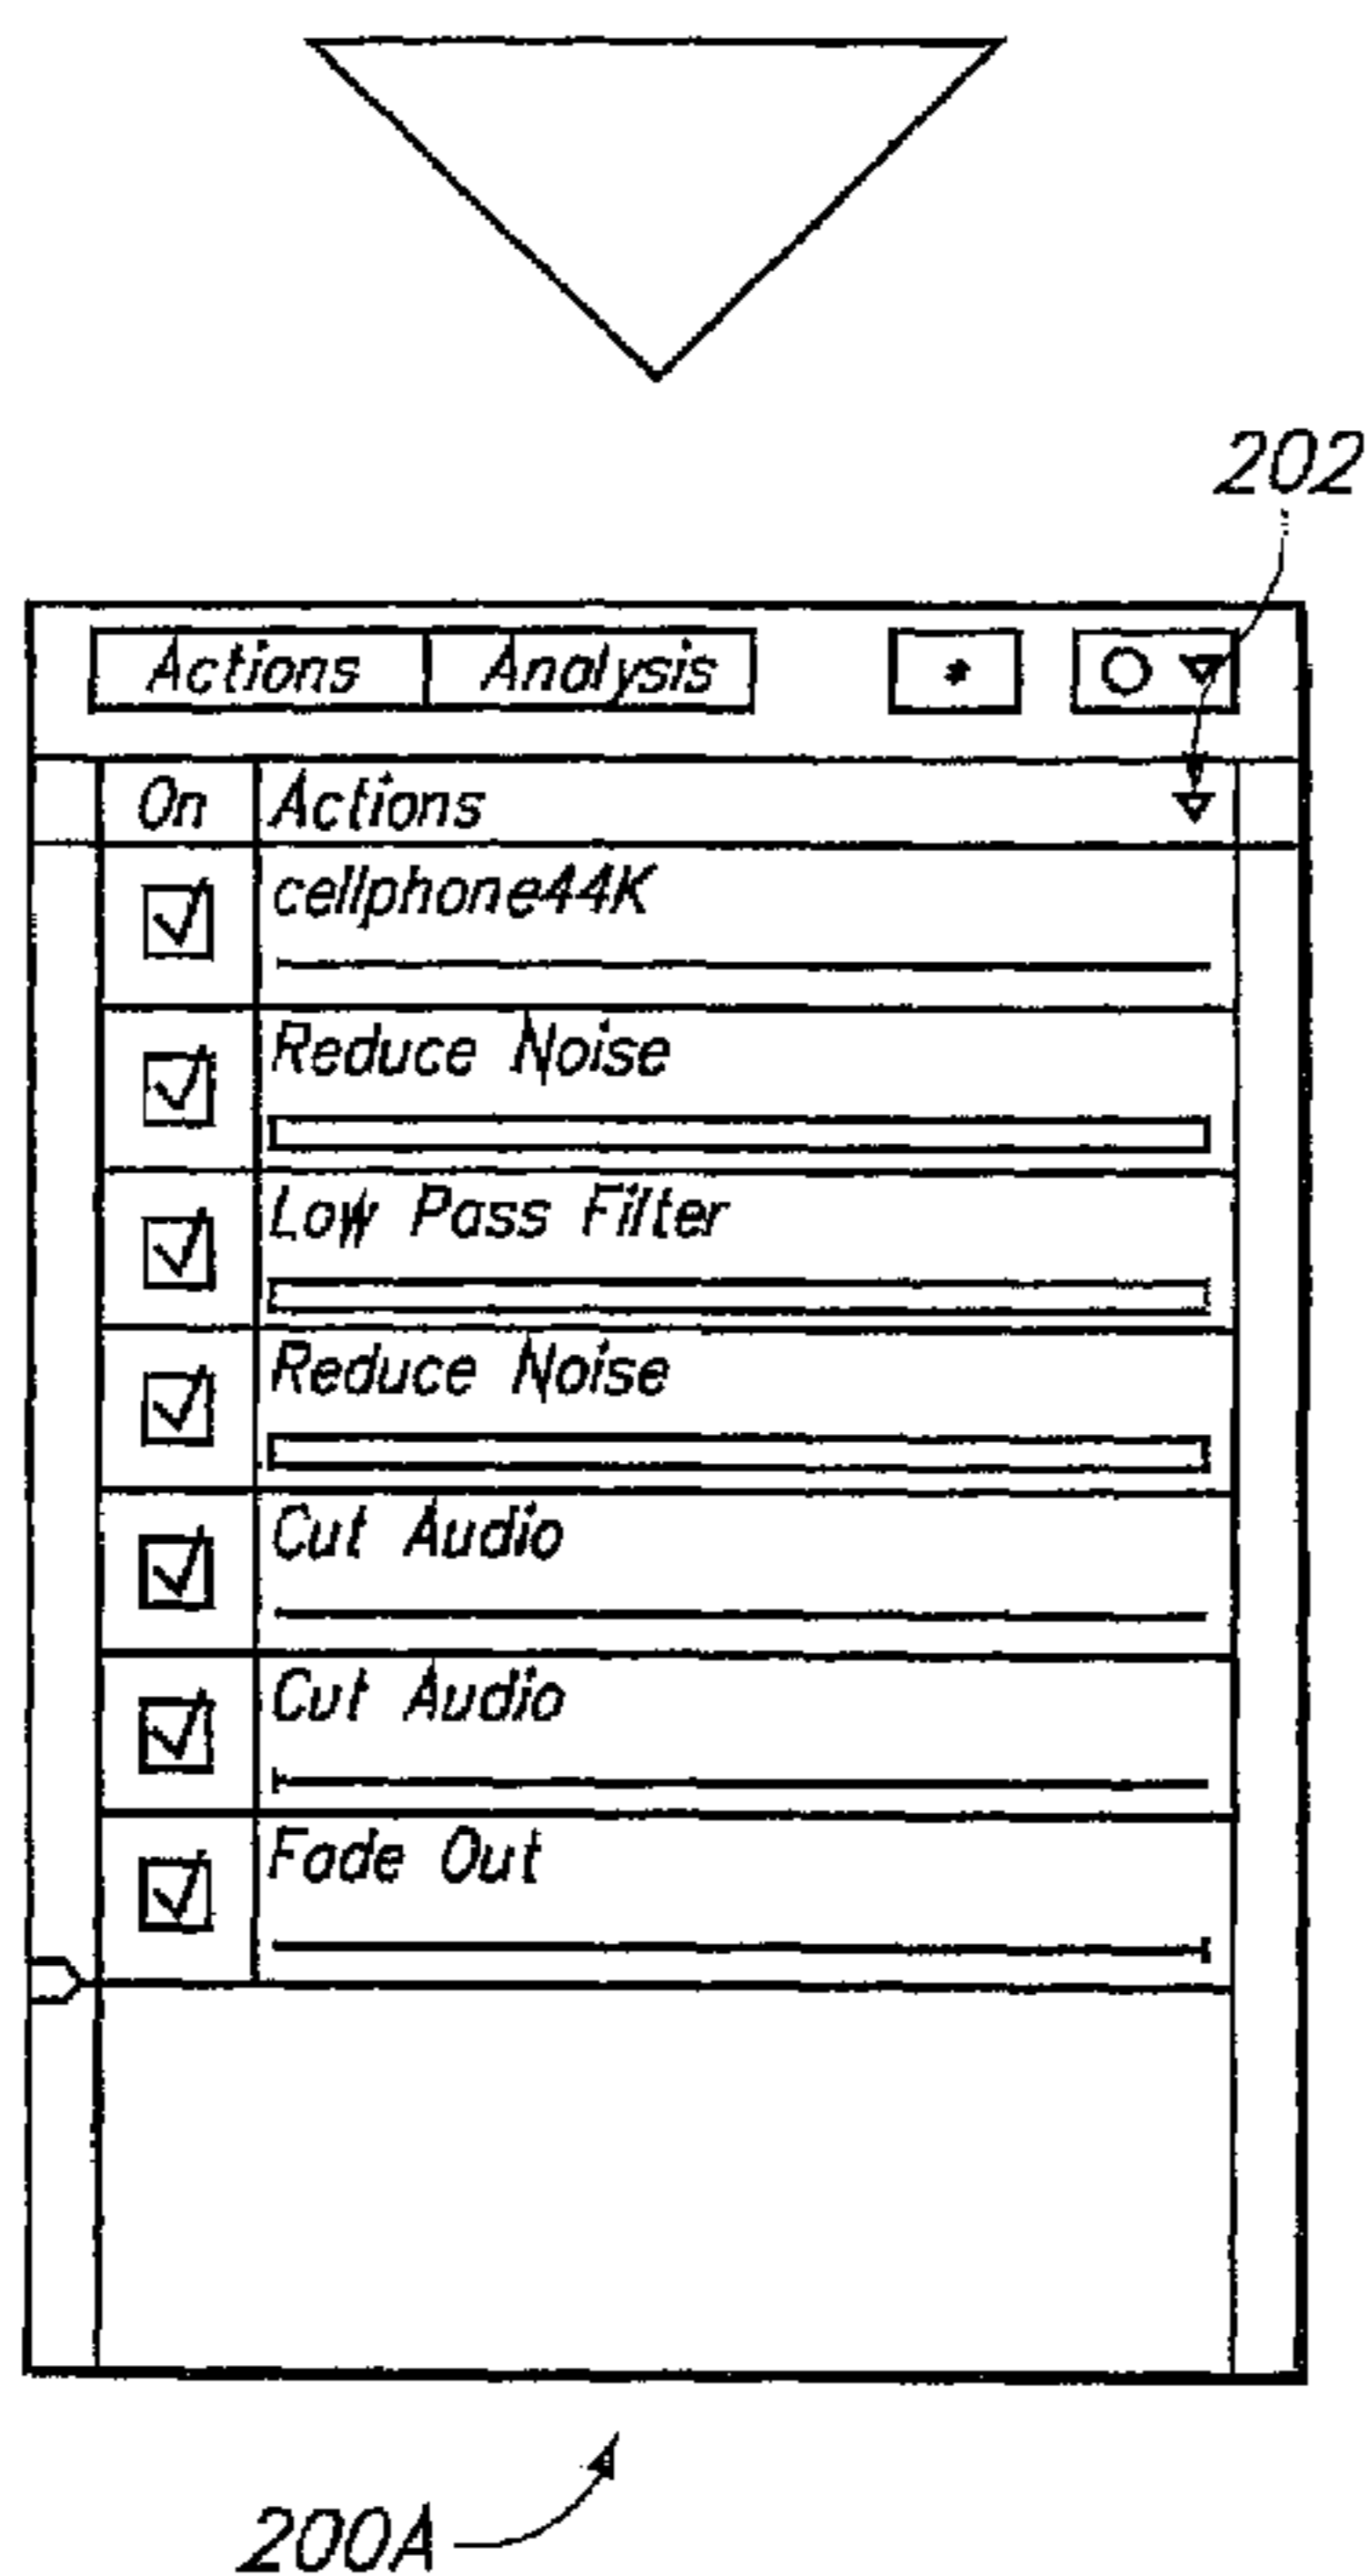 202
Actions Analysis
On Actions
cellphone44K
Reduce Noise
Low Pass Filter
Reduce Noise
Cut Audio
Cut Audio
Fade Out
200A